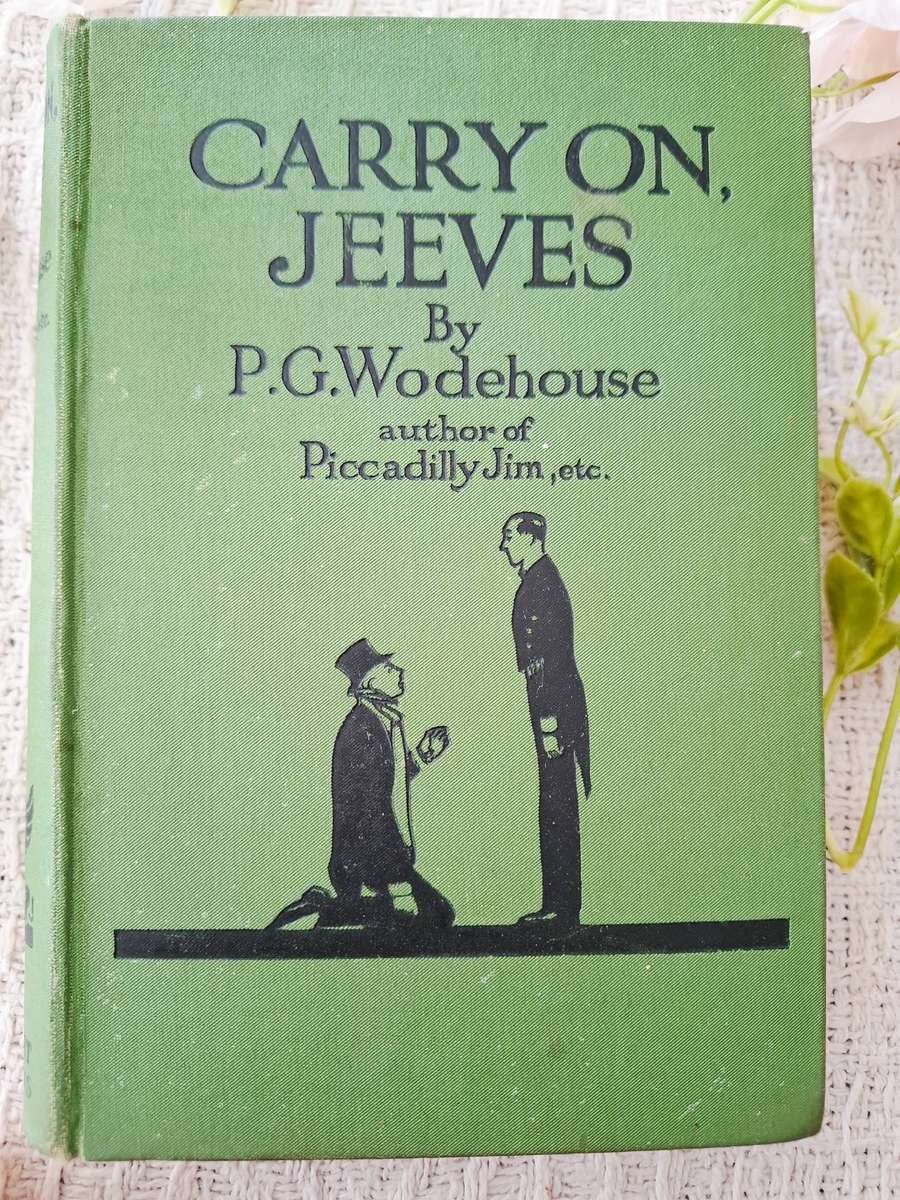 CARRY ON,
JEEVES
By
P.G.Wodehouse
author of
Piccadilly Jim, etc.